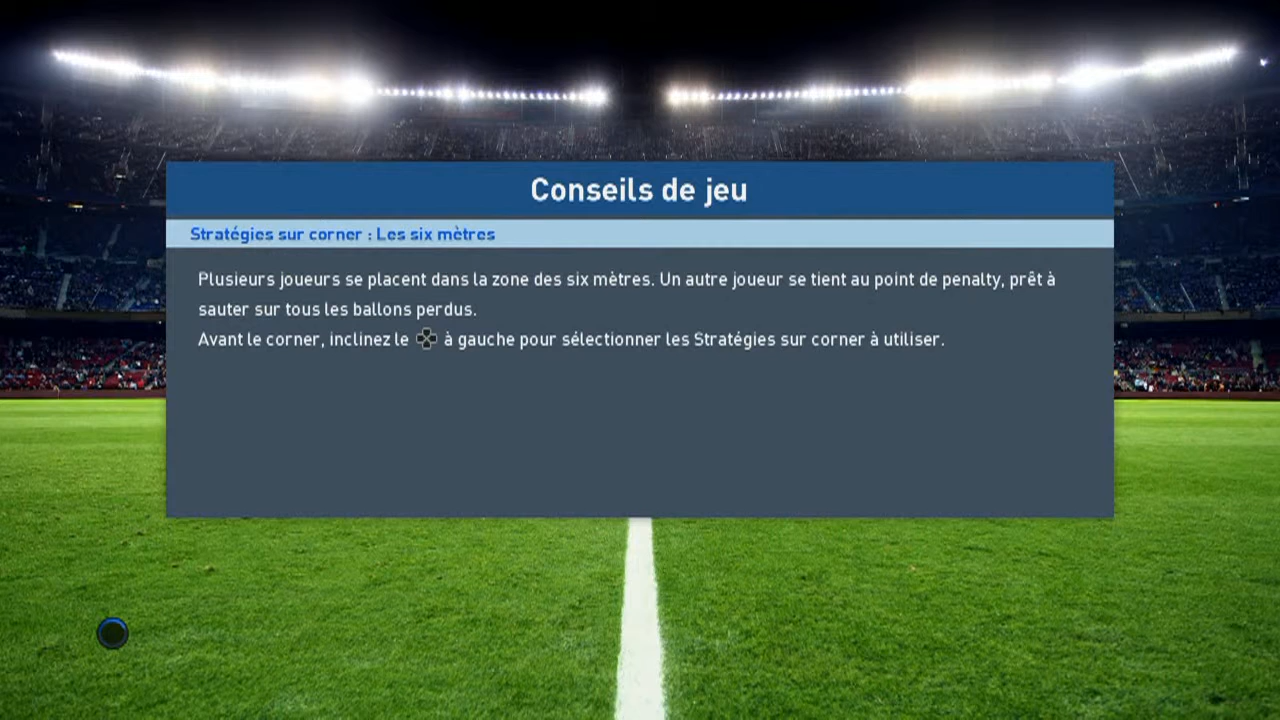 Conseils de jeu
Stratégies sur corner : Les six mètres
Plusieurs joueurs se placent dans la zone des six mètres. Un autre joueur se tient au point de penalty, prêt à
sauter sur tous les ballons perdus.
Avant le corner, inclinez le à gauche pour sélectionner les Stratégies sur corner à utiliser.